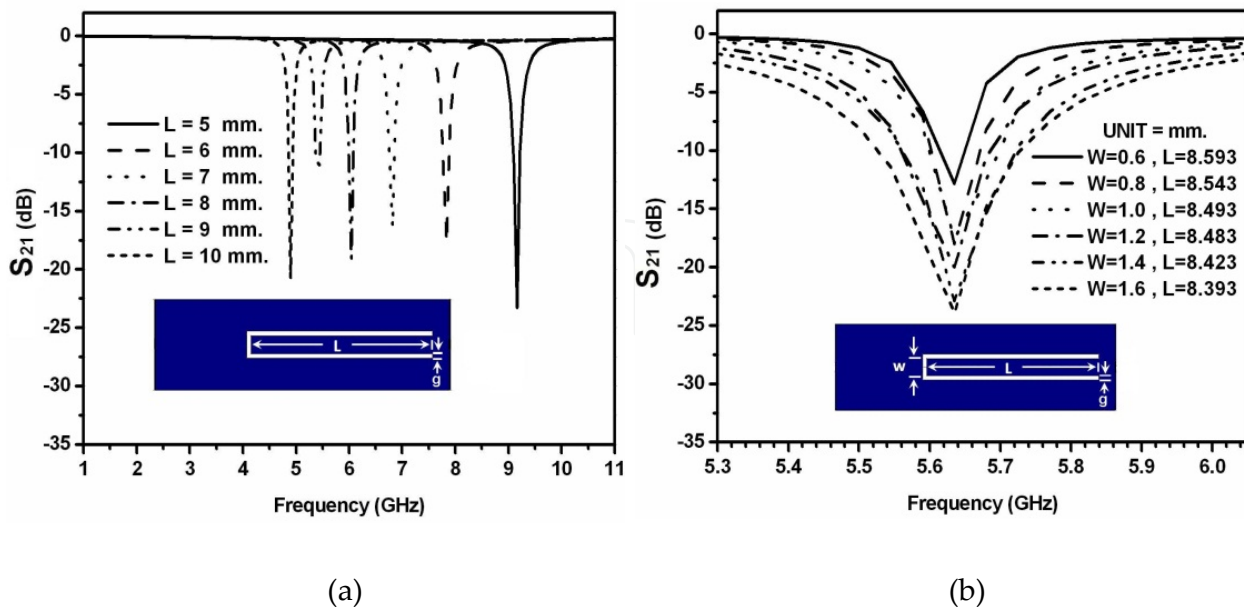 0
-5
-10
-15
-20
-25
-30
-35
S21 (dB)
L = 5 mm.
L = 6 mm.
L = 7 mm.
L = 8 mm.
L = 9 mm.
L = 10 mm.
L
g
1 2 3 4 5 6 7 8 9 10 11
Frequency (GHz)
(a)
0
-5
-10
-15
-20
-25
-30
-35
S21 (dB)
UNIT = mm.
W=0.6 , L=8.593
W=0.8 , L=8.543
W=1.0 , L=8.493
W=1.2 , L=8.483
W=1.4 , L=8.423
W=1.6 , L=8.393
w
L
g
5.3 5.4 5.5 5.6 5.7 5.8 5.9 6.0
Frequency (GHz)
(b)